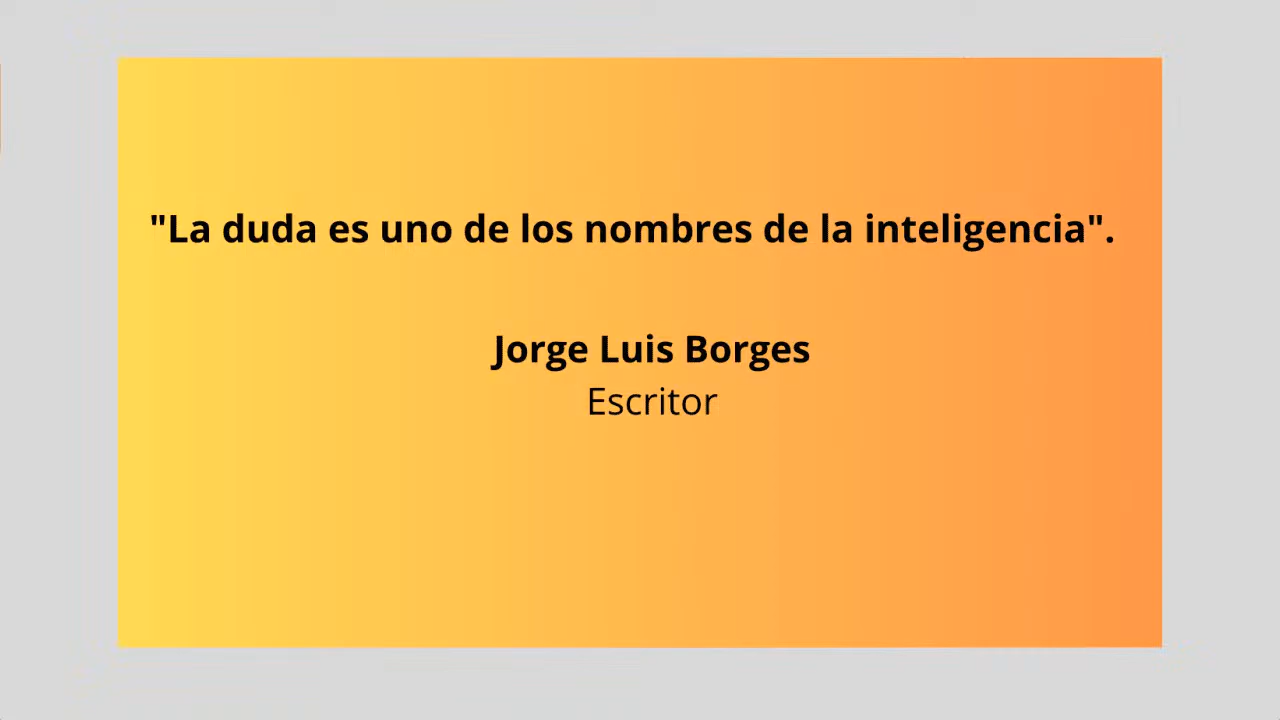 "La duda es uno de los nombres de la inteligencia".
Jorge Luis Borges
Escritor